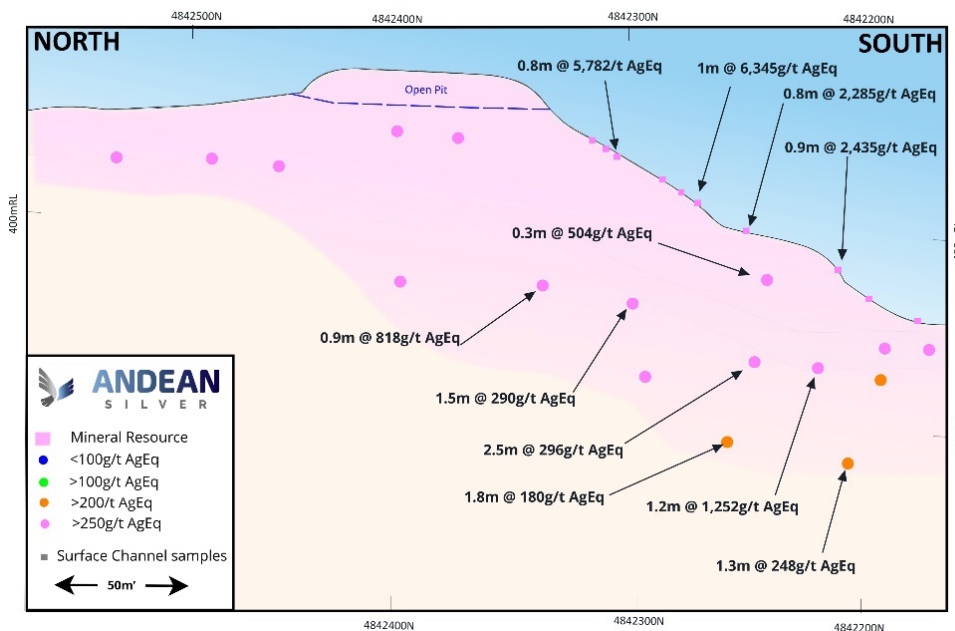 4842500N
4842400N
4842300N
4842200N
NORTH
SOUTH
0.8m @ 5,782g/t AgEq
1m @ 6,345g/t AgEq
0.8m @ 2,285g/t AgEq
Open Pit
0.9m @ 2,435g/t AgEq
400mRL
0.3m @ 504g/t AgEq
0.9m @ 818g/t AgEq
1.5m @ 290g/t AgEq
2.5m @ 296g/t AgEq
1.8m @ 180g/t AgEq
1.2m @ 1,252g/t AgEq
1.3m @ 248g/t AgEq
ANDEAN
SILVER
Mineral Resource
<100g/t AgEq
>100g/t AgEq
>200/t AgEq
>250g/t AgEq
Surface Channel samples
50m'
4842400N
4842300N
4842200N